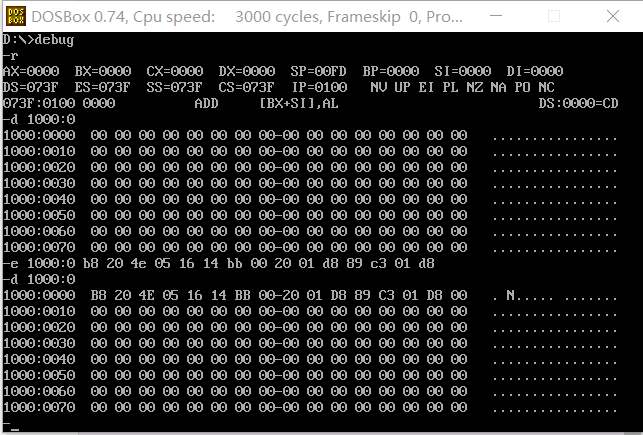 DOSBox 0.74, Cpu speed: 3000 cycles, Frameskip 0, Pro...
D:\>debug
-r
AX=0000 BX=0000 CX=0000 DX=0000 SP=00FD BP=0000 SI=0000 DI=0000
DS=073F ES=073F SS=073F CS=073F IP=0100 NV UP EI PL NZ NA PO NC
073F:0100 0000 ADD [BX+SI],AL DS:0000=CD
-d 1000:0
1000:0000 00 00 00 00 00 00 00 00-00 00 00 00 00 00 00 00 ................
1000:0010 00 00 00 00 00 00 00 00-00 00 00 00 00 00 00 00 ................
1000:0020 00 00 00 00 00 00 00 00-00 00 00 00 00 00 00 00 ................
1000:0030 00 00 00 00 00 00 00 00-00 00 00 00 00 00 00 00 ................
1000:0040 00 00 00 00 00 00 00 00-00 00 00 00 00 00 00 00 ................
1000:0050 00 00 00 00 00 00 00 00-00 00 00 00 00 00 00 00 ................
1000:0060 00 00 00 00 00 00 00 00-00 00 00 00 00 00 00 00 ................
1000:0070 00 00 00 00 00 00 00 00-00 00 00 00 00 00 00 00 ................
-e 1000:0 b8 20 4e 05 16 14 bb 00 20 01 d8 89 c3 01 d8
-d 1000:0
1000:0000 B8 20 4E 05 16 14 BB 00-20 01 D8 89 C3 01 D8 00 . N..... .......
1000:0010 00 00 00 00 00 00 00 00-00 00 00 00 00 00 00 00 ................
1000:0020 00 00 00 00 00 00 00 00-00 00 00 00 00 00 00 00 ................
1000:0030 00 00 00 00 00 00 00 00-00 00 00 00 00 00 00 00 ................
1000:0040 00 00 00 00 00 00 00 00-00 00 00 00 00 00 00 00 ................
1000:0050 00 00 00 00 00 00 00 00-00 00 00 00 00 00 00 00 ................
1000:0060 00 00 00 00 00 00 00 00-00 00 00 00 00 00 00 00 ................
1000:0070 00 00 00 00 00 00 00 00-00 00 00 00 00 00 00 00 ................
-_